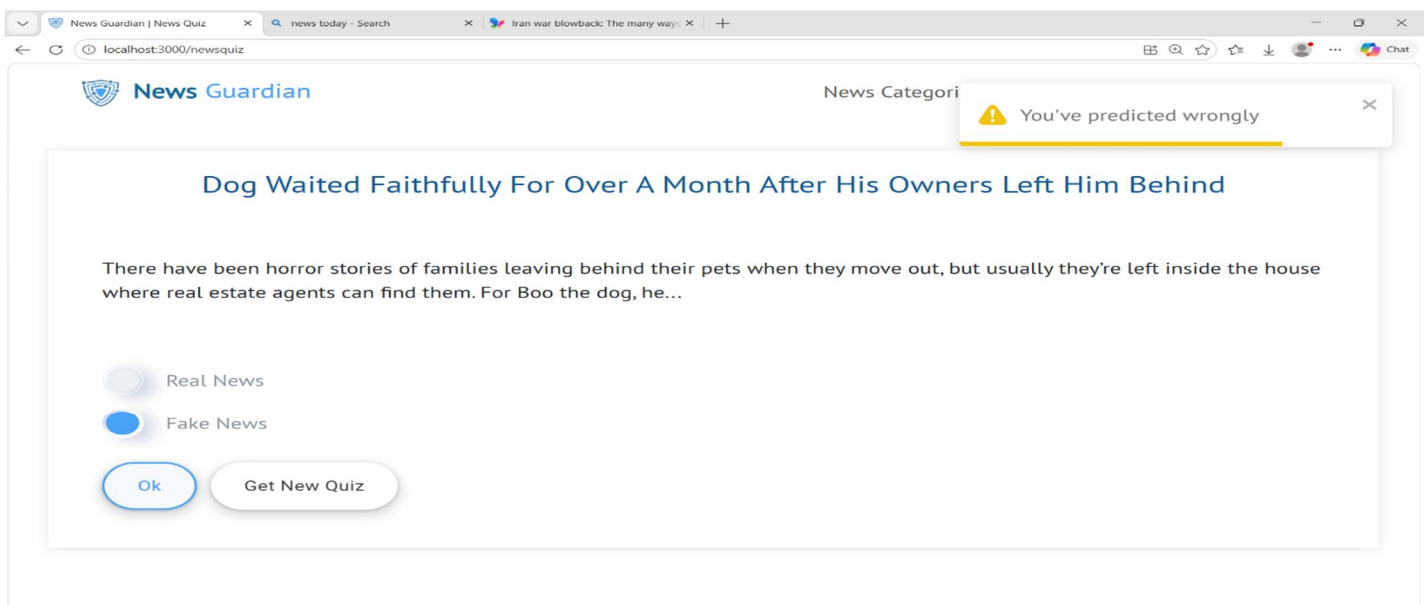 News Guardian | News Quiz
news today - Search
Iran war blowback: The many way
localhost:3000/newsquiz
Chat
News Guardian
News Categori
You've predicted wrongly
Dog Waited Faithfully For Over A Month After His Owners Left Him Behind
There have been horror stories of families leaving behind their pets when they move out, but usually they're left inside the house
where real estate agents can find them. For Boo the dog, he...
Real News
Fake News
Ok
Get New Quiz